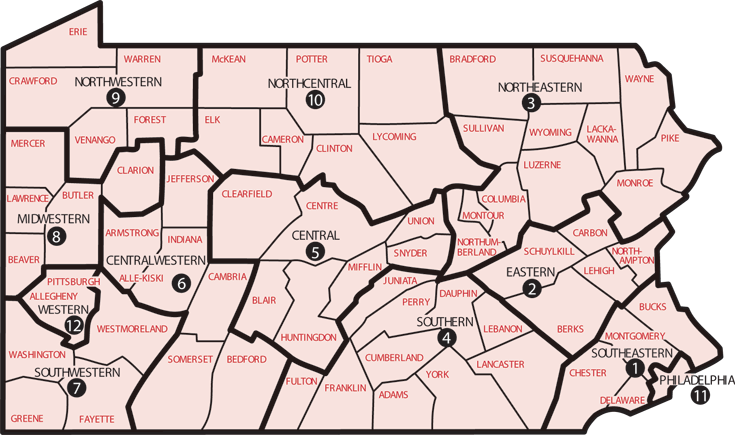 ERIE
WARREN
McKEAN
POTTER
TIOGA
BRADFORD
SUSQUEHANNA
WAYNE
CRAWFORD
NORTHWESTERN
9
NORTHCENTRAL
10
NORTHEASTERN
3
FOREST
ELK
VENANGO
CAMERON
CLINTON
LYCOMING
SULLIVAN
WYOMING
LACKA-
WANNA
PIKE
MERCER
CLARION
JEFFERSON
LUZERNE
MONROE
LAWRENCE
BUTLER
CLEARFIELD
CENTRE
UNION
COLUMBIA
MONTOUR
MIDWESTERN
8
ARMSTRONG
INDIANA
CENTRAL
5
SNYDER
NORTHUM-
BERLAND
SCHUYLKILL
CARBON
NORTH-
AMPTON
BEAVER
CENTRALWESTERN
6
ALLE-KISKI
CAMBRIA
MIFFLIN
JUNIATA
EASTERN
2
LEHIGH
PITTSBURGH
ALLEGHENY
WESTERN
12
BLAIR
PERRY
DAUPHIN
BUCKS
WESTMORELAND
HUNTINGDON
SOUTHERN
4
LEBANON
BERKS
MONTGOMERY
WASHINGTON
SOUTHWESTERN
7
SOMERSET
BEDFORD
CUMBERLAND
LANCASTER
SOUTHEASTERN
1
CHESTER
PHILADELPHIA
11
FULTON
FRANKLIN
ADAMS
YORK
DELAWARE
GREENE
FAYETTE